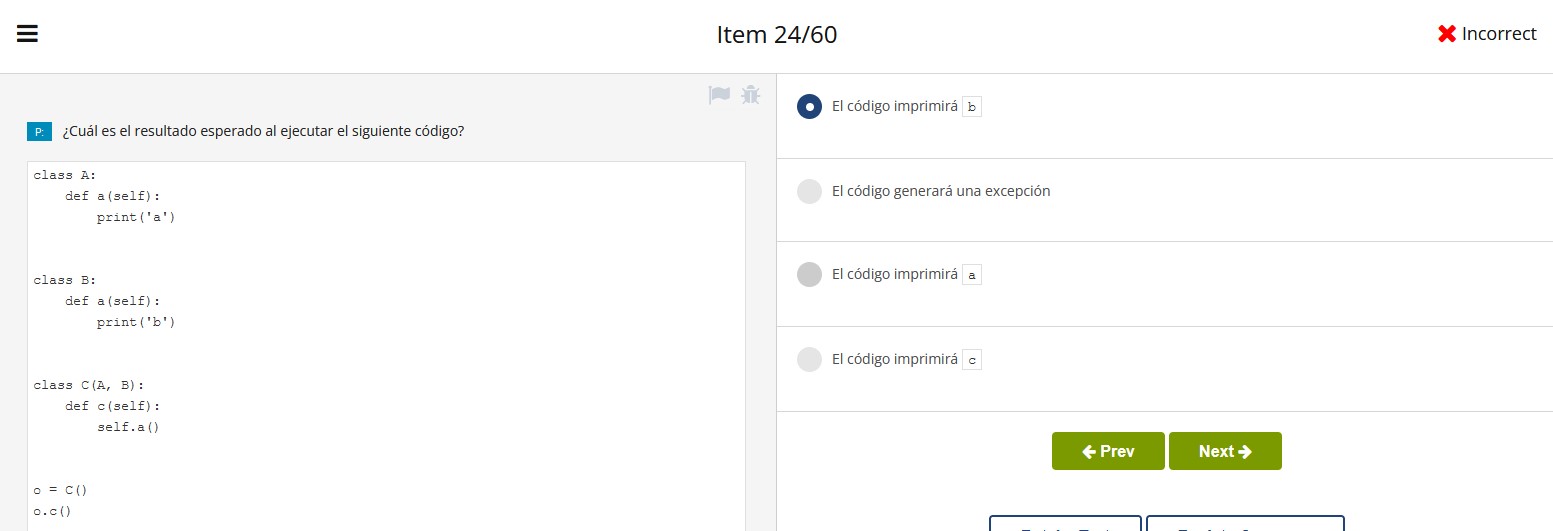 Item 24/60
Incorrect
P: ¿Cuál es el resultado esperado al ejecutar el siguiente código?
class A:
    def a(self):
        print('a')
class B:
    def a(self):
        print('b')
class C(A, B):
    def c(self):
        self.a()
o = C()
o.c()
El código imprimirá b
El código generará una excepción
El código imprimirá a
El código imprimirá c
Prev
Next